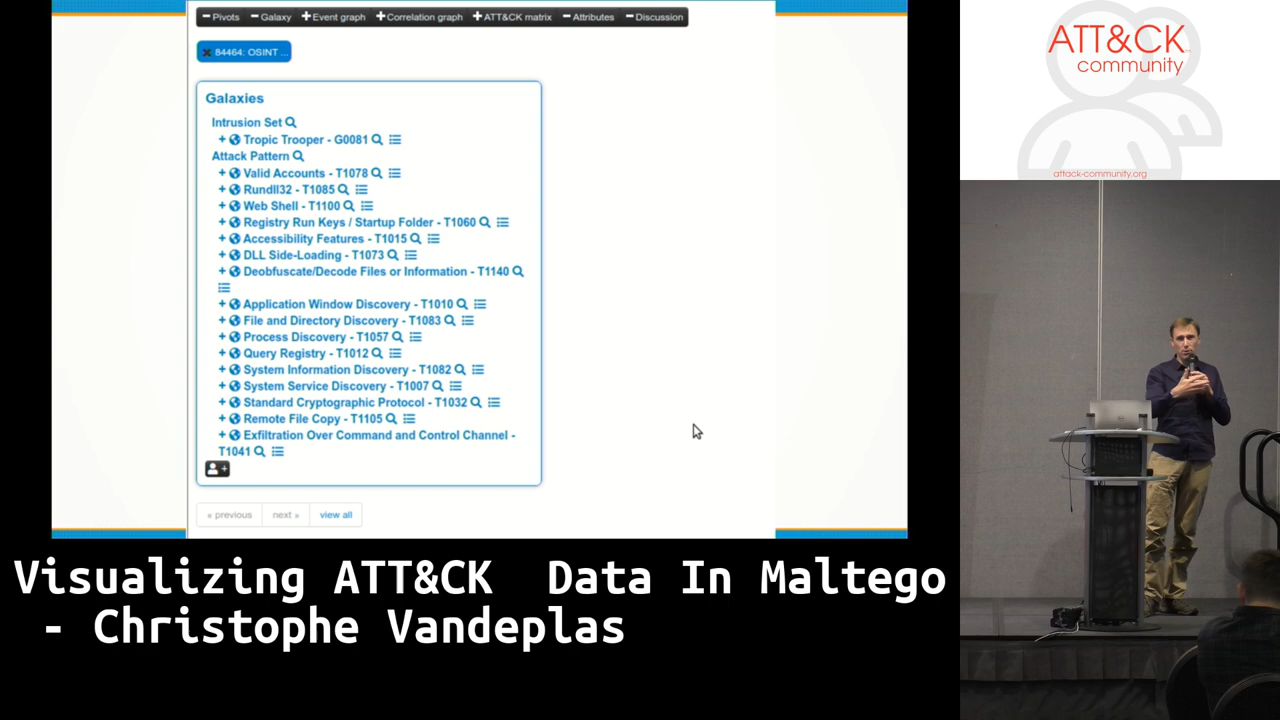 Pivots Galaxy Event graph Correlation graph ATT&CK matrix Attributes Discussion
84464: OSINT ...
Galaxies
Intrusion Set
Tropic Trooper - G0081
Attack Pattern
Valid Accounts - T1078
Rundll32 - T1085
Web Shell - T1100
Registry Run Keys / Startup Folder - T1060
Accessibility Features - T1015
DLL Side-Loading - T1073
Deobfuscate/Decode Files or Information - T1140
Application Window Discovery - T1010
File and Directory Discovery - T1083
Process Discovery - T1057
Query Registry - T1012
System Information Discovery - T1082
System Service Discovery - T1007
Standard Cryptographic Protocol - T1032
Remote File Copy - T1105
Exfiltration Over Command and Control Channel -
T1041
« previous next » view all
ATT&CK
community
attack-community.org
Visualizing ATT&CK Data In Maltego
- Christophe Vandeplas